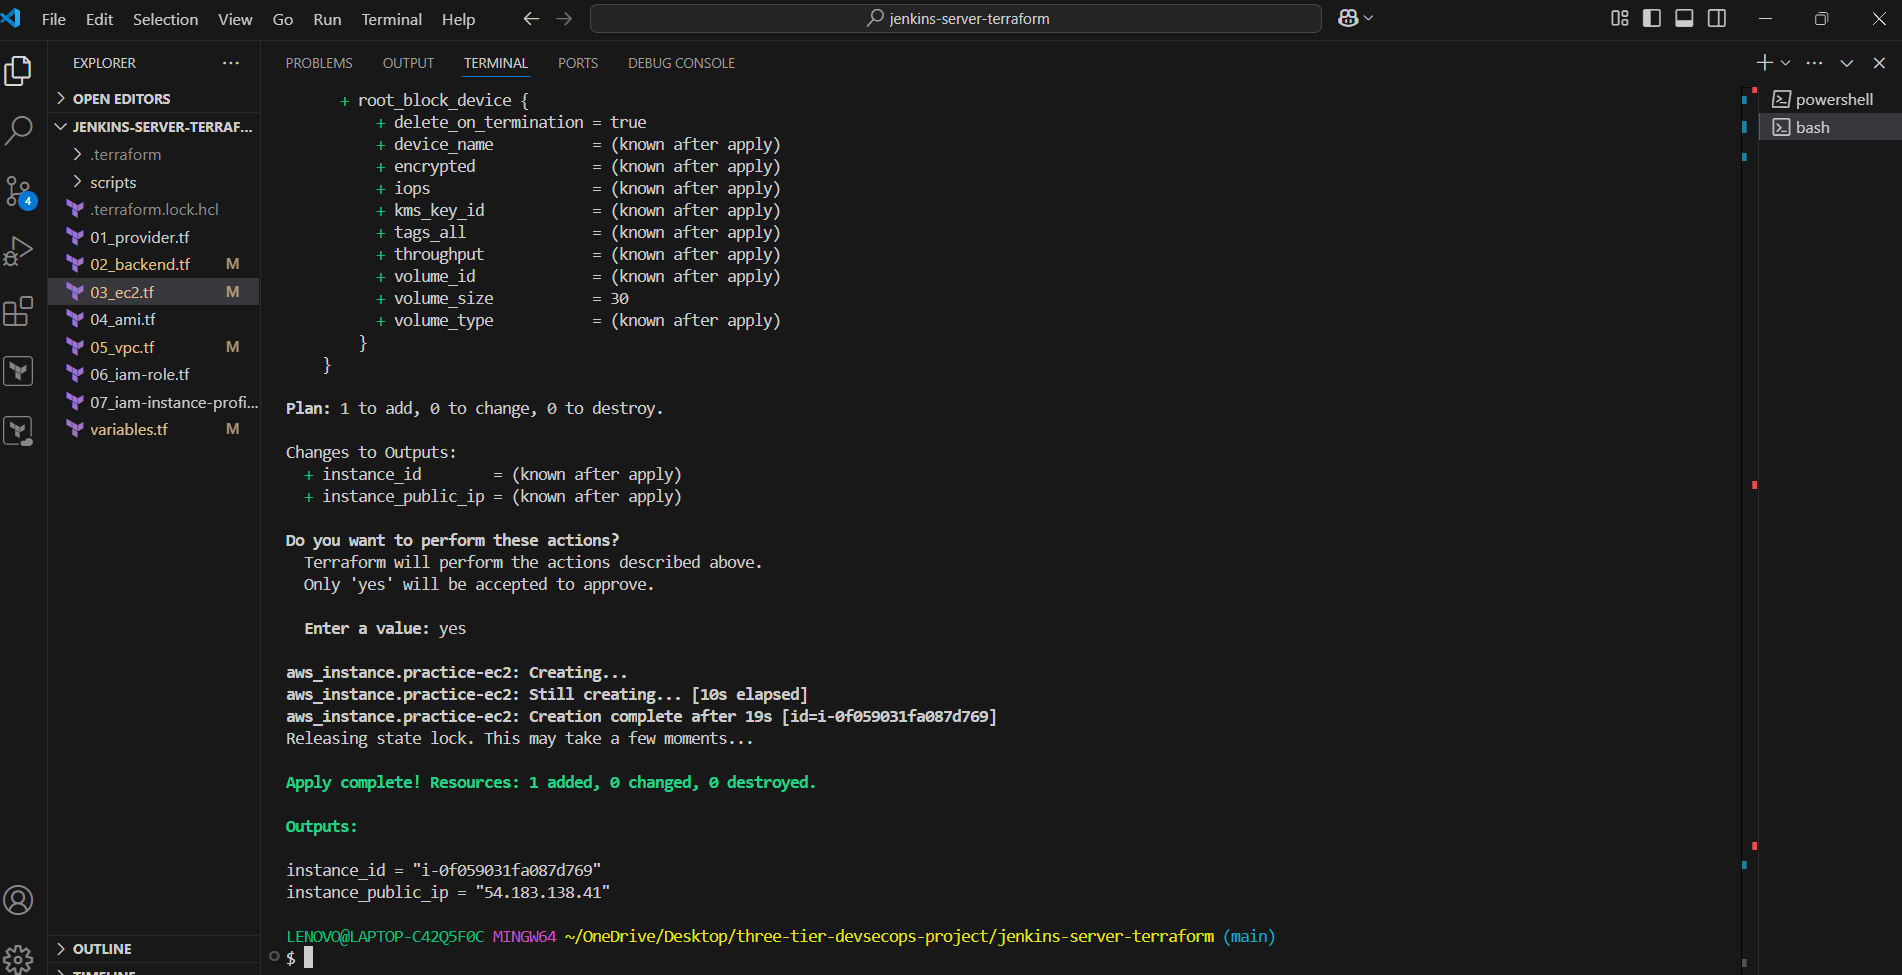 File Edit Selection View Go Run Terminal Help
jenkins-server-terraform
EXPLORER
OPEN EDITORS
JENKINS-SERVER-TERRAF...
.terraform
scripts
.terraform.lock.hcl
01_provider.tf
02_backend.tf M
03_ec2.tf M
04_ami.tf
05_vpc.tf M
06_iam-role.tf
07_iam-instance-profi...
variables.tf M
4
OUTLINE
TIMELINE
PROBLEMS OUTPUT TERMINAL PORTS DEBUG CONSOLE
powershell
bash
+ root_block_device {
+ delete_on_termination = true
+ device_name = (known after apply)
+ encrypted = (known after apply)
+ iops = (known after apply)
+ kms_key_id = (known after apply)
+ tags_all = (known after apply)
+ throughput = (known after apply)
+ volume_id = (known after apply)
+ volume_size = 30
+ volume_type = (known after apply)
}
}
Plan: 1 to add, 0 to change, 0 to destroy.
Changes to Outputs:
+ instance_id = (known after apply)
+ instance_public_ip = (known after apply)
Do you want to perform these actions?
Terraform will perform the actions described above.
Only 'yes' will be accepted to approve.
Enter a value: yes
aws_instance.practice-ec2: Creating...
aws_instance.practice-ec2: Still creating... [10s elapsed]
aws_instance.practice-ec2: Creation complete after 19s [id=i-0f059031fa087d769]
Releasing state lock. This may take a few moments...
Apply complete! Resources: 1 added, 0 changed, 0 destroyed.
Outputs:
instance_id = "i-0f059031fa087d769"
instance_public_ip = "54.183.138.41"
LENOVO@LAPTOP-C42Q5F0C MINGW64 ~/OneDrive/Desktop/three-tier-devsecops-project/jenkins-server-terraform (main)
$